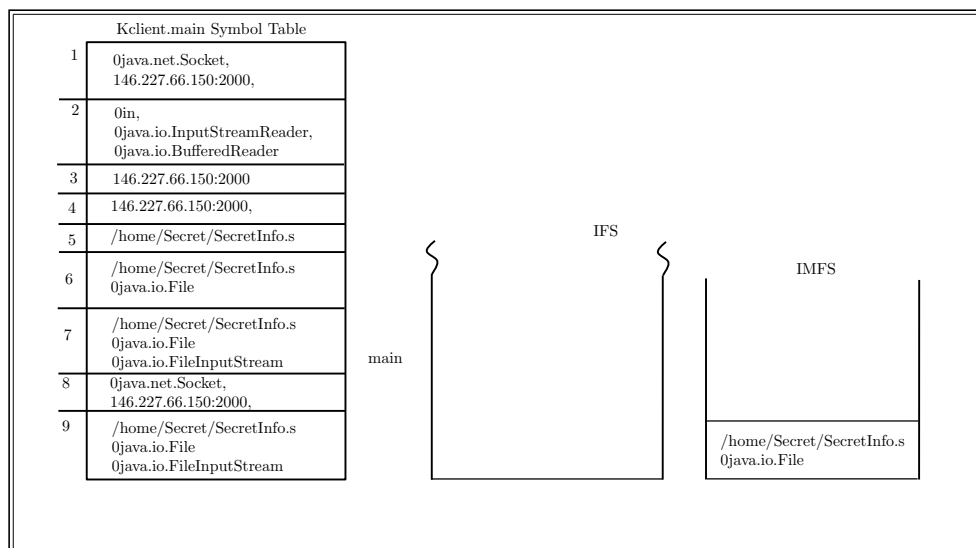 Kclient.main Symbol Table
1
0java.net.Socket,
146.227.66.150:2000,
2
0in,
0java.io.InputStreamReader,
0java.io.BufferedReader
3
146.227.66.150:2000
4
146.227.66.150:2000,
5
/home/Secret/SecretInfo.s
6
/home/Secret/SecretInfo.s
0java.io.File
7
/home/Secret/SecretInfo.s
0java.io.File
0java.io.FileInputStream
8
0java.net.Socket,
146.227.66.150:2000,
9
/home/Secret/SecretInfo.s
0java.io.File
0java.io.FileInputStream
main
IFS
IMFS
/home/Secret/SecretInfo.s
0java.io.File